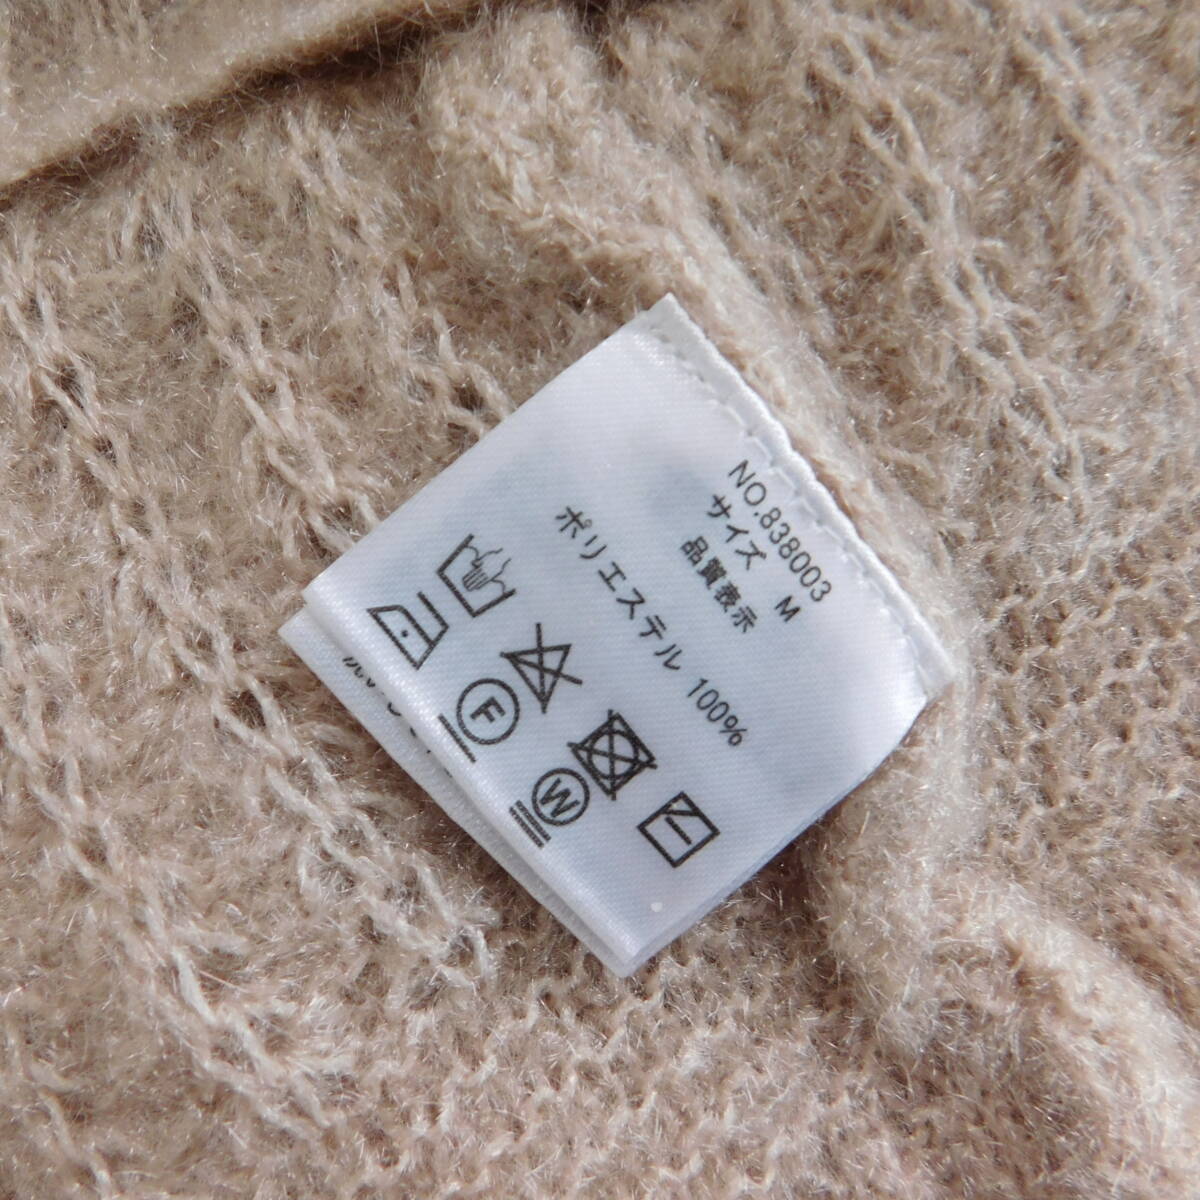 NO.838003
サイズ M
品質表示
ポリエステル 100%
F
W